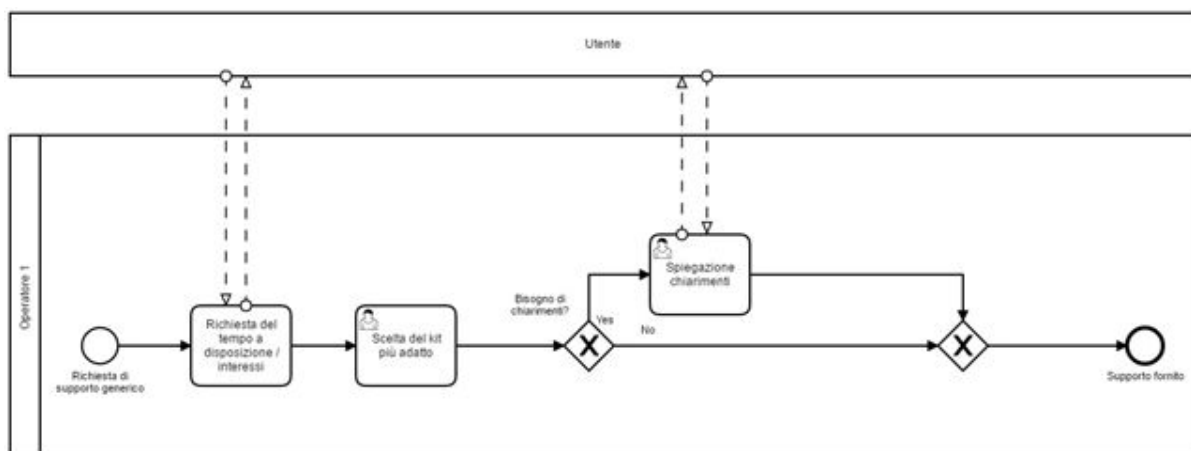 Utente
Operatore 1
Richiesta di
supporto generico
Richiesta del
tempo a
disposizione /
interessi
Scelta del kit
più adatto
Bisogno di
chiarimenti?
Yes
No
Spiegazione
chiarimenti
Supporto fornito